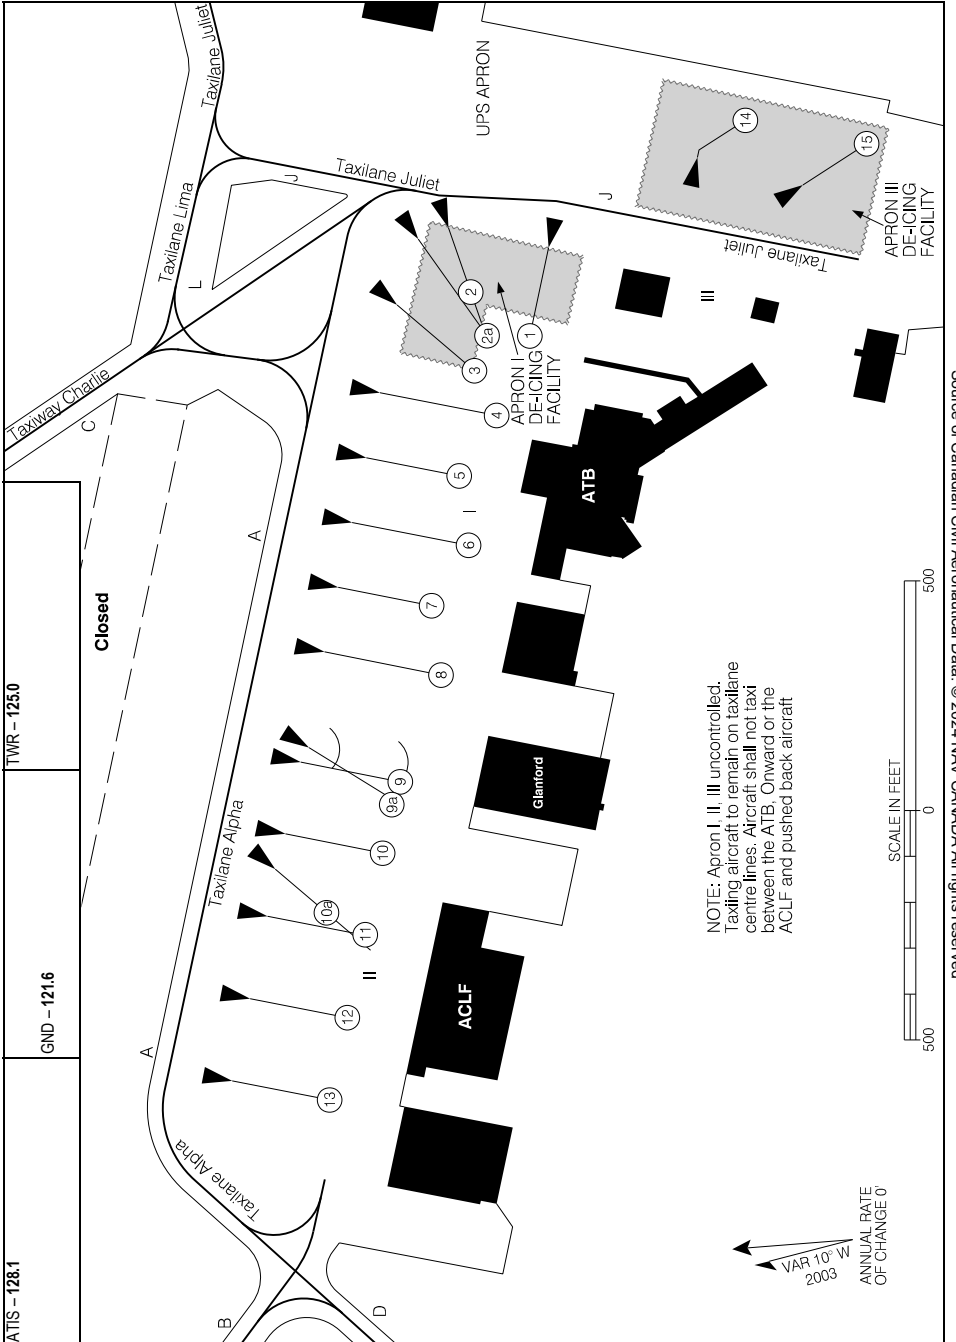 ATIS – 128.1
GND – 121.6
TWR – 125.0
Closed
Taxiway Charlie
C
Taxilane Juliet
Taxilane Lima
L
J
Taxilane Juliet
UPS APRON
J
Taxilane Juliet
14
15
APRON III
DE-ICING
FACILITY
III
1
2
2a
3
APRON I
DE-ICING
FACILITY
4
5
I
6
7
8
9
9a
10
10a
11
II
12
13
A
Taxilane Alpha
A
Taxilane Alpha
B
D
ATB
Glanford
ACLF
NOTE: Apron I, II, III uncontrolled.
Taxiing aircraft to remain on taxilane
centre lines. Aircraft shall not taxi
between the ATB, Onward or the
ACLF and pushed back aircraft
SCALE IN FEET
500
0
500
VAR 10° W
2003
ANNUAL RATE
OF CHANGE 0'